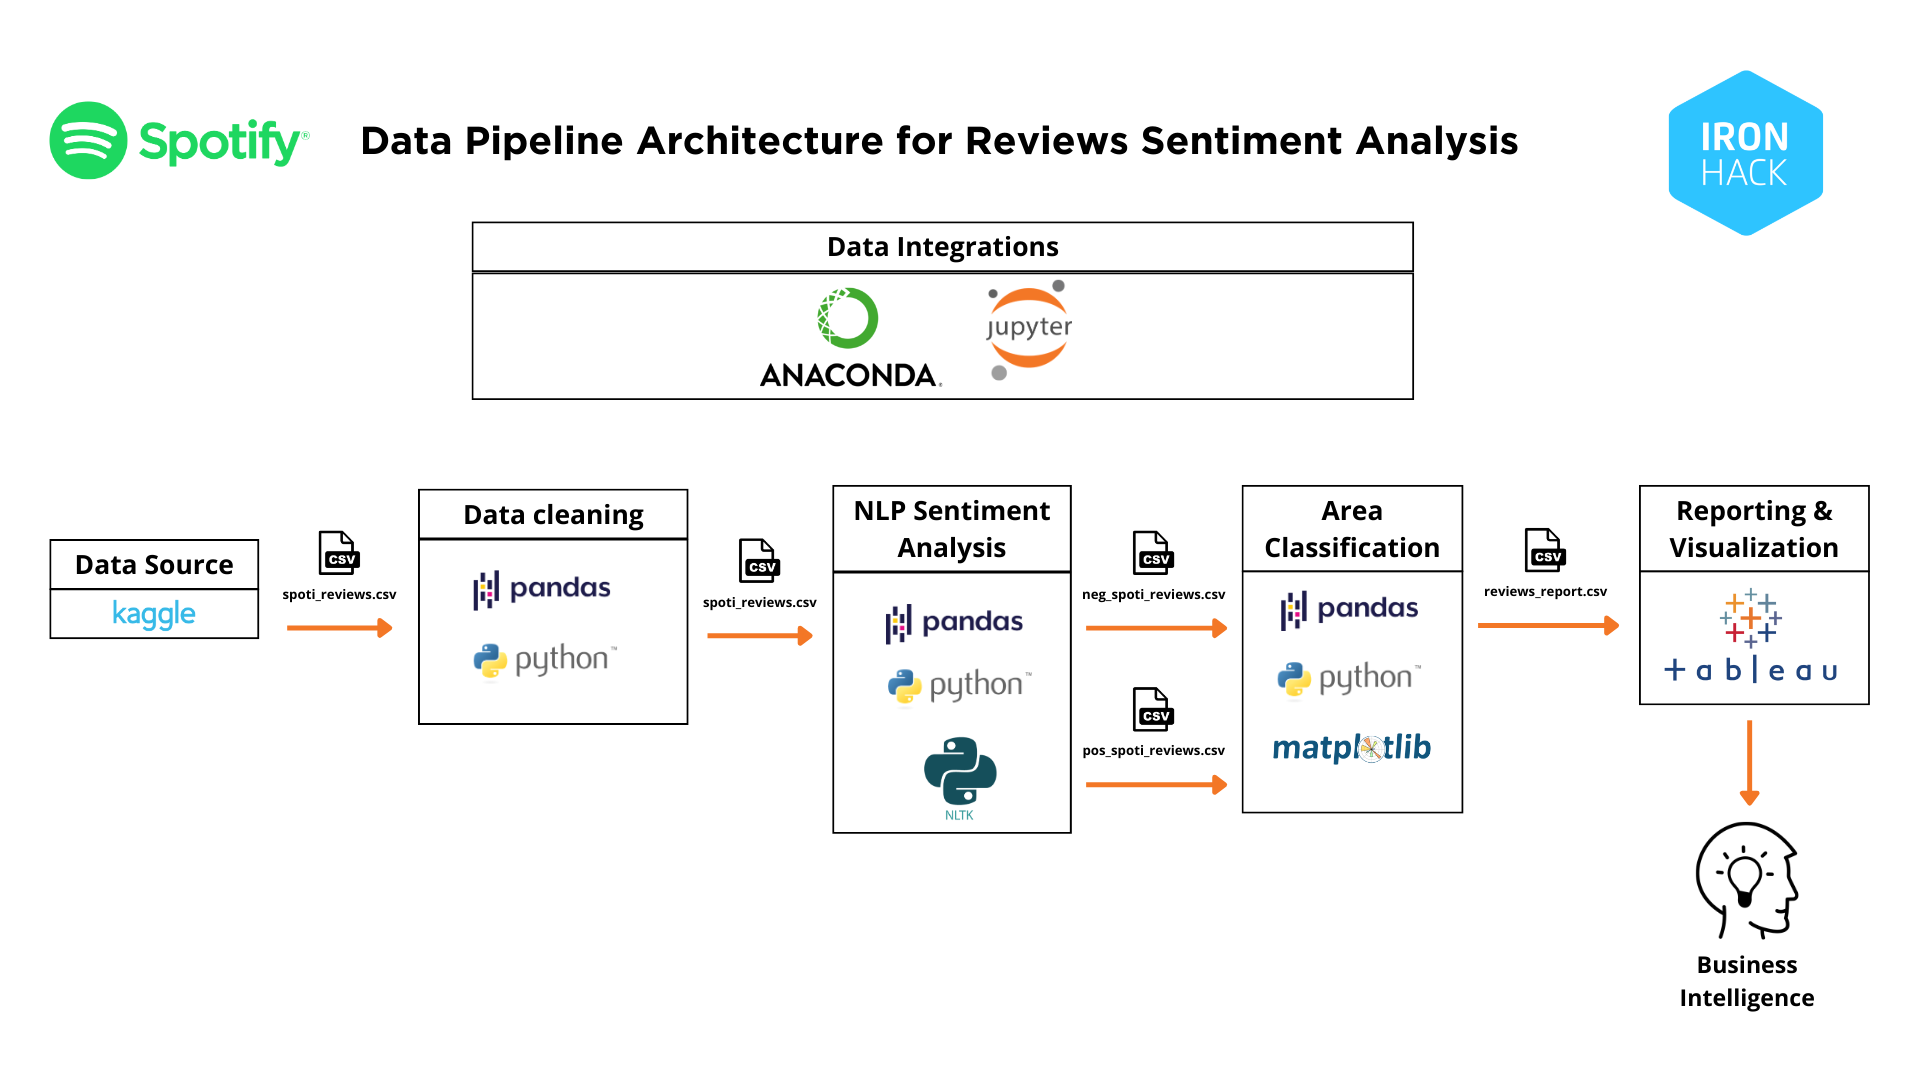 Spotify®
Data Pipeline Architecture for Reviews Sentiment Analysis
IRON
HACK
Data Integrations
ANACONDA
jupyter
Data Source
kaggle
CSV
spoti_reviews.csv
Data cleaning
pandas
python™
CSV
spoti_reviews.csv
NLP Sentiment
Analysis
pandas
python™
NLTK
CSV
neg_spoti_reviews.csv
CSV
pos_spoti_reviews.csv
Area
Classification
pandas
python™
matplotlib
CSV
reviews_report.csv
Reporting &
Visualization
+ableau
Business
Intelligence